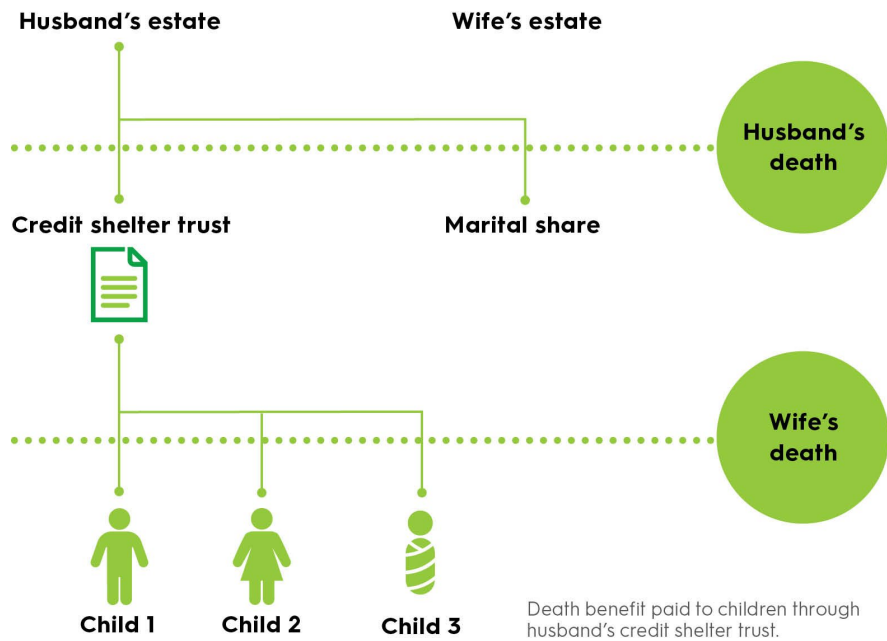 Husband's estate
Wife's estate
Husband's
death
Credit shelter trust
Marital share
Wife's
death
Child 1
Child 2
Child 3
Death benefit paid to children through
husband's credit shelter trust.